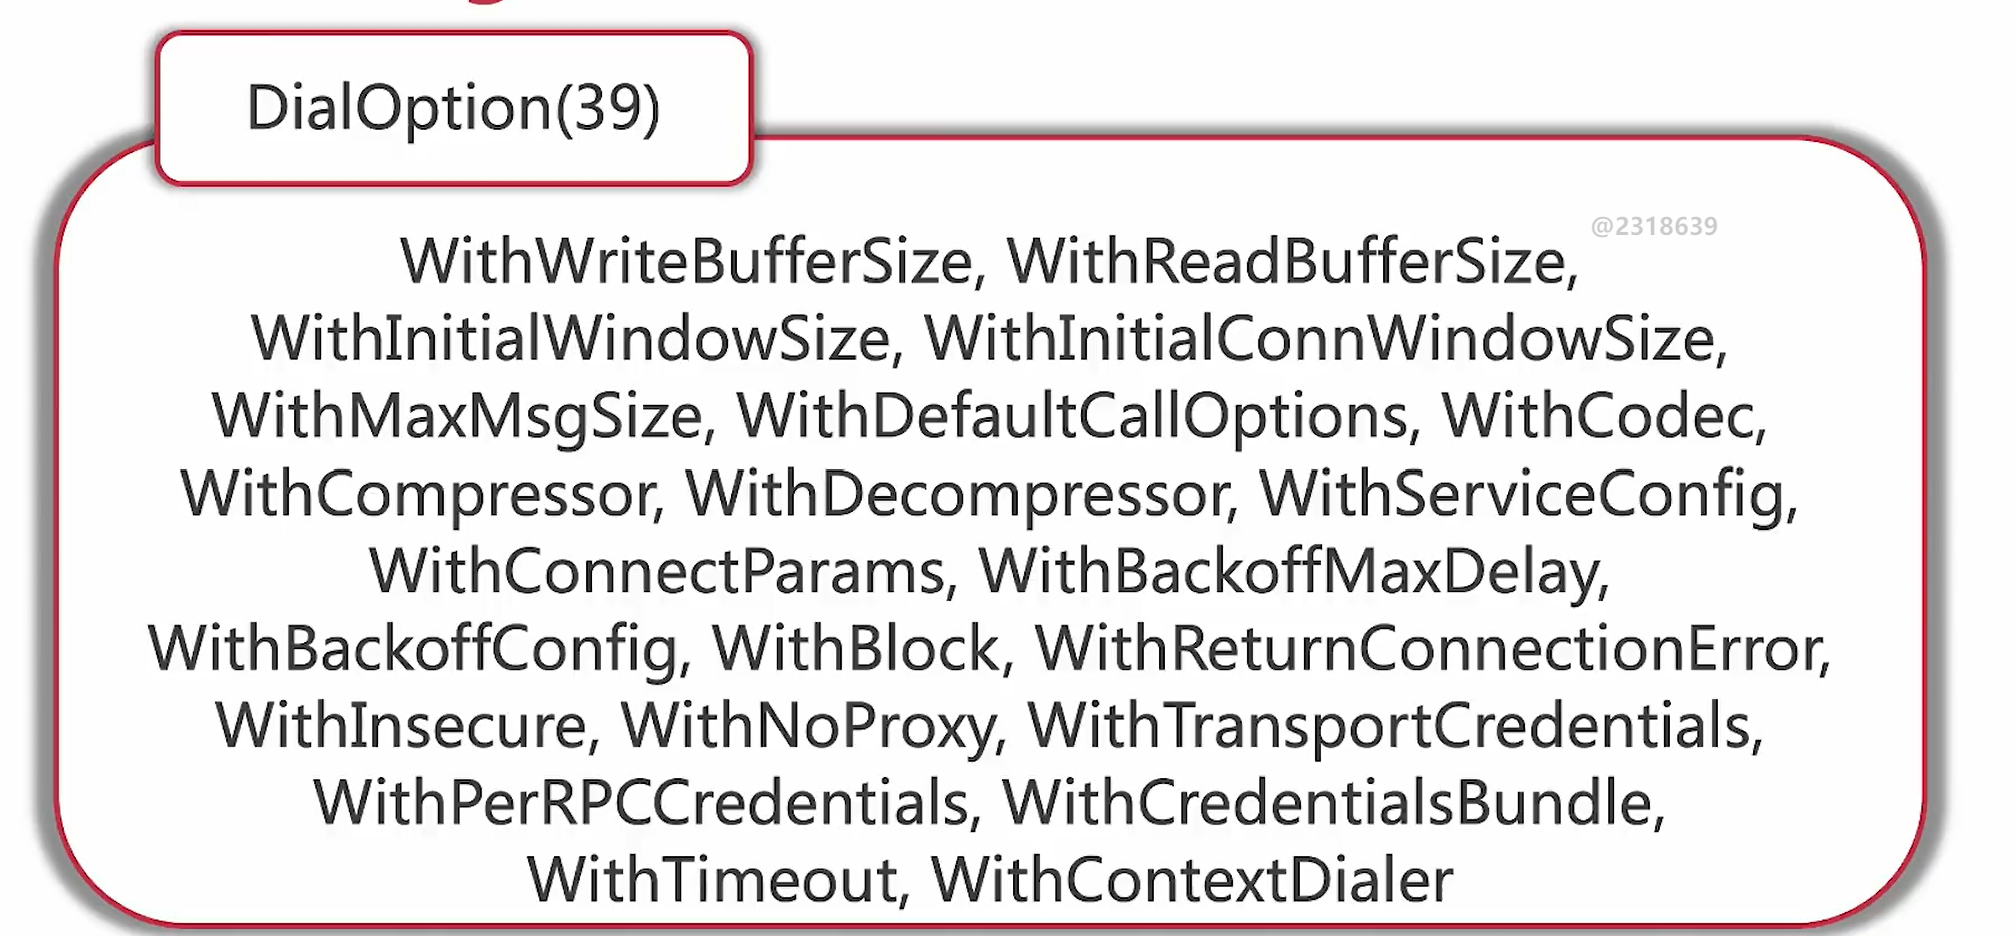 DialOption(39)
@2318639
WithWriteBufferSize, WithReadBufferSize,
WithInitialWindowSize, WithInitialConnWindowSize,
WithMaxMsgSize, WithDefaultCallOptions, WithCodec,
WithCompressor, WithDecompressor, WithServiceConfig,
WithConnectParams, WithBackoffMaxDelay,
WithBackoffConfig, WithBlock, WithReturnConnectionError,
WithInsecure, WithNoProxy, WithTransportCredentials,
WithPerRPCCredentials, WithCredentialsBundle,
WithTimeout, WithContextDialer